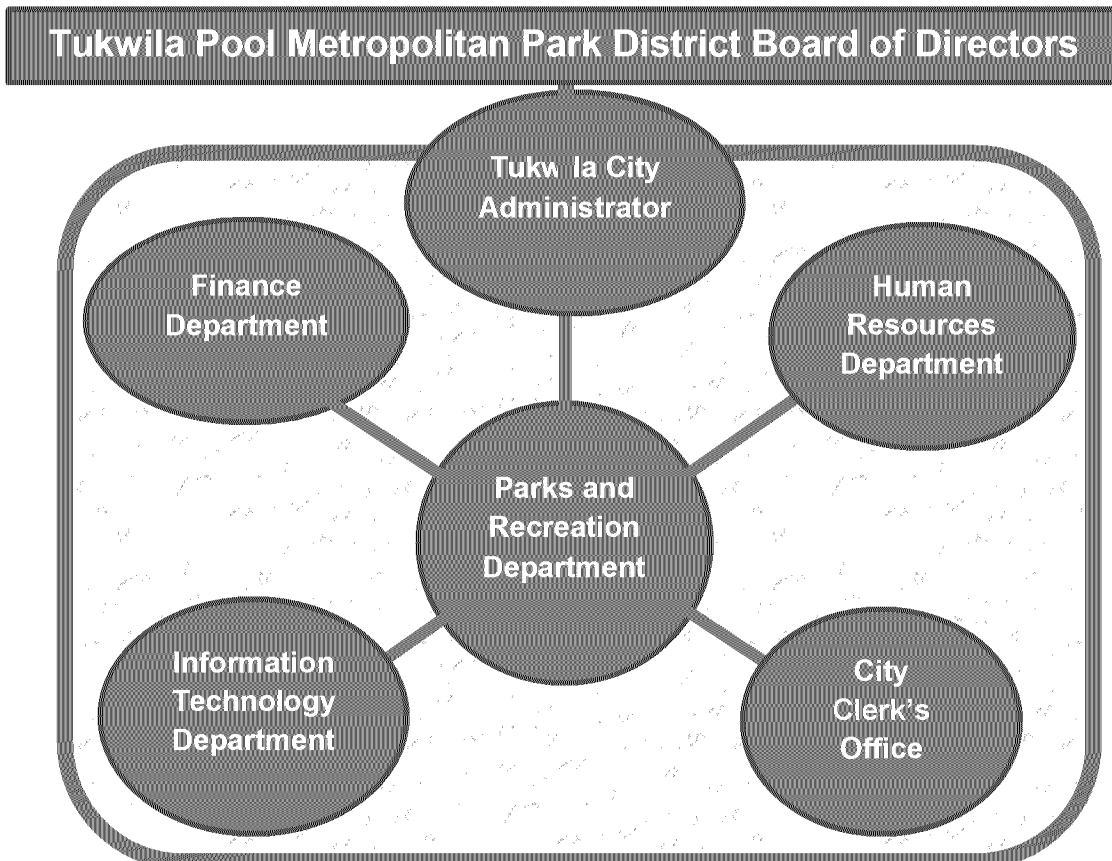 Tukwila Pool Metropolitan Park District Board of Directors
Tukw la City
Administrator
Finance
Department
Human
Resources
Department
Parks and
Recreation
Department
Information
Technology
Department
City
Clerk's
Office